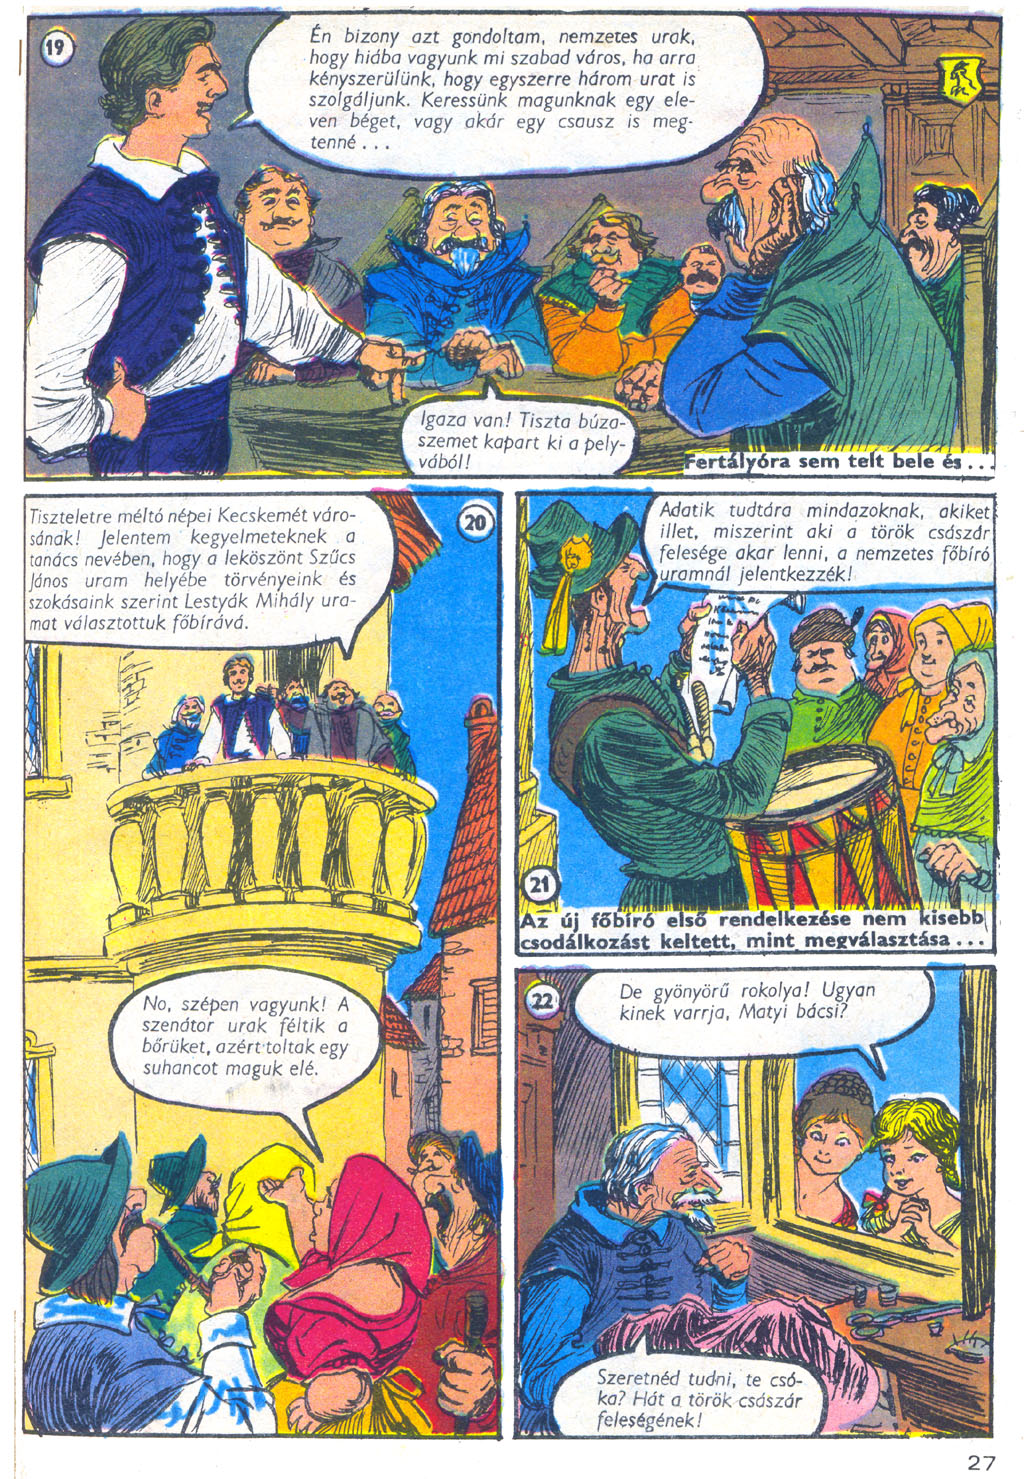 19
Én bizony azt gondoltam, nemzetes urak,
hogy hiába vagyunk mi szabad város, ha arra
kényszerülünk, hogy egyszerre három urat is
szolgáljunk. Keressünk magunknak egy ele-
ven béget, vagy akár egy csausz is meg-
tenné . . .
Igaza van! Tiszta búza-
szemet kapart ki a pely-
vából!
Fertályóra sem telt bele és . . .
20
Tiszteletre méltó népei Kecskemét váro-
sának! Jelentem kegyelmeteknek a
tanács nevében, hogy a leköszönt Szűcs
János uram helyébe törvényeink és
szokásaink szerint Lestyák Mihály ura-
mat választottuk főbírává.
No, szépen vagyunk! A
szenátor urak féltik a
bőrüket, azért toltak egy
suhancot maguk elé.
Adatik tudtára mindazoknak, akiket
illet, miszerint aki a török császár
felesége akar lenni, a nemzetes főbíró
uramnál jelentkezzék!
21
Az új főbíró első rendelkezése nem kisebb
csodálkozást keltett, mint megválasztása . . .
22
De gyönyörű rokolya! Ugyan
kinek varrja, Matyi bácsi?
Szeretnéd tudni, te csó-
ka? Hát a török császár
feleségének!
27